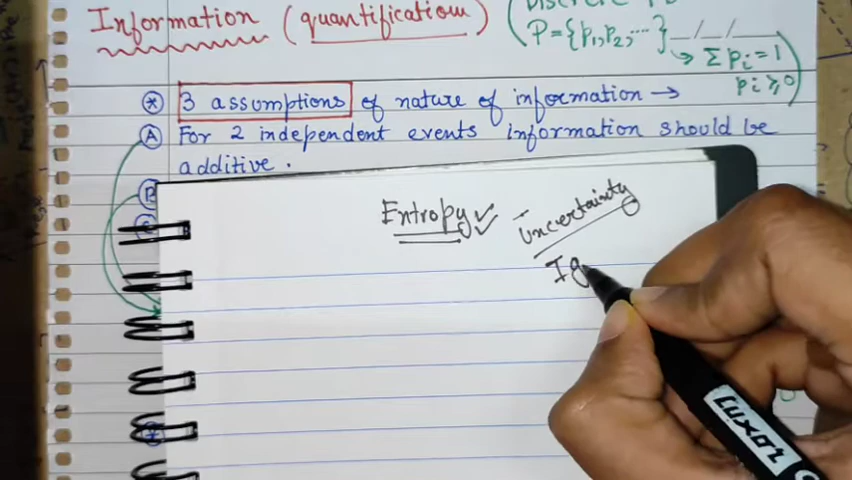 Information (quantification)
P = {p1, p2, ...} _/_/_
→ Σ pi = 1
pi ≥ 0
* 3 assumptions of nature of information →
A For 2 independent events information should be
additive.
B
Entropy ✓✓
Uncertainty
Ig
LUXOR